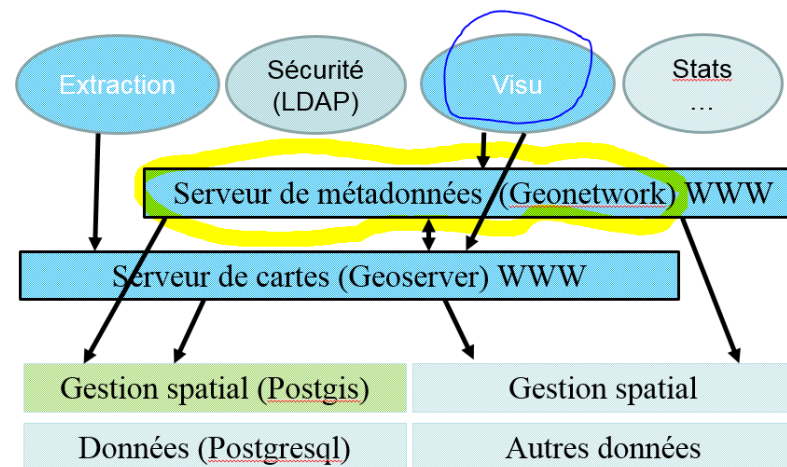 Extraction
Sécurité
(LDAP)
Visu
Stats
...
Serveur de métadonnées (Geonetwork) WWW
Serveur de cartes (Geoserver) WWW
Gestion spatial (Postgis)
Gestion spatial
Données (Postgresql)
Autres données